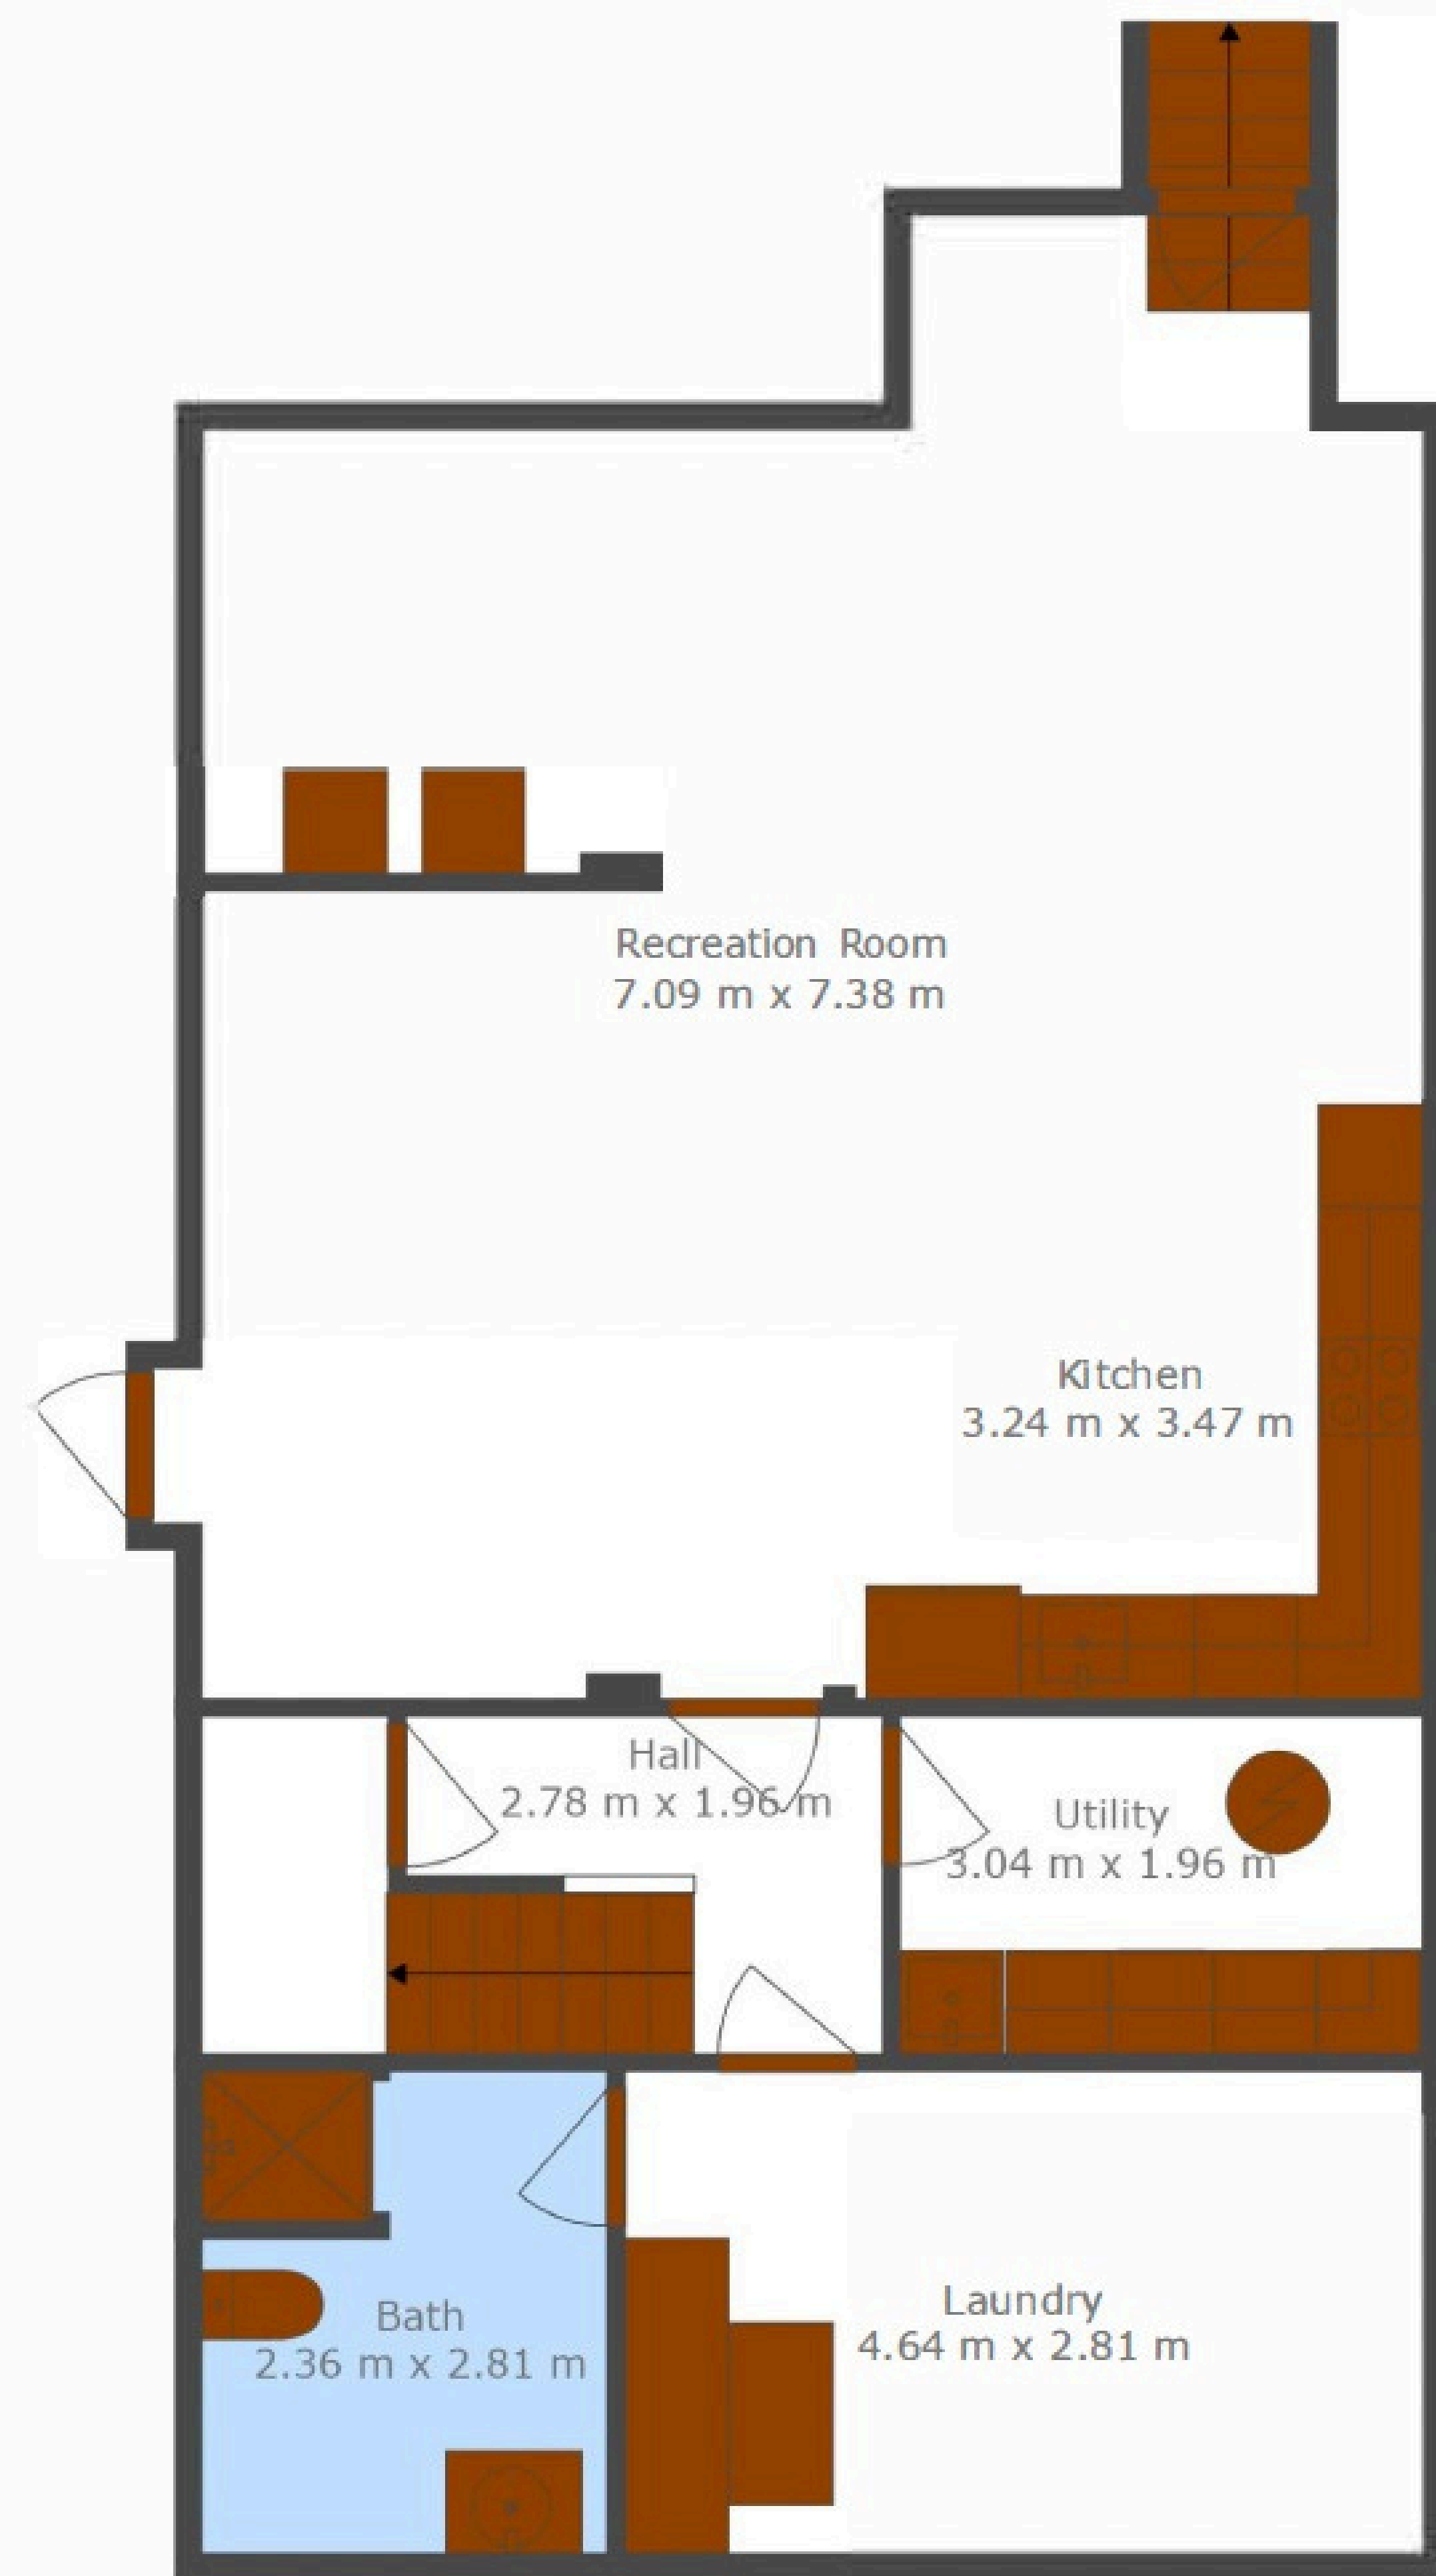 Recreation Room
7.09 m x 7.38 m
Kitchen
3.24 m x 3.47 m
Hall
2.78 m x 1.96 m
Utility
3.04 m x 1.96 m
Bath
2.36 m x 2.81 m
Laundry
4.64 m x 2.81 m